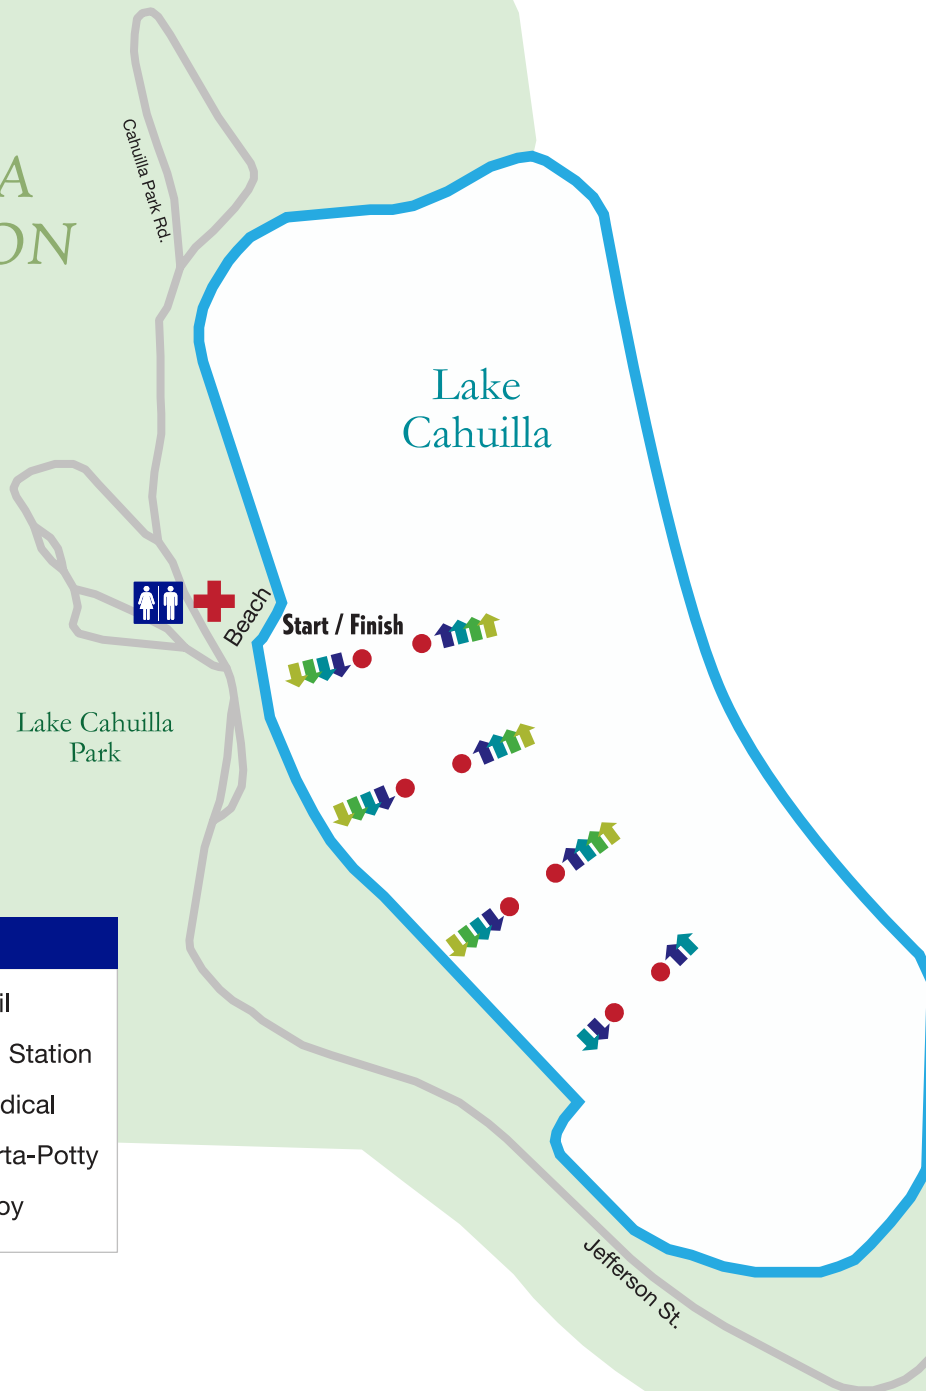 A
ON
Cahuilla Park Rd.
Lake
Cahuilla
Beach
Start / Finish
Lake Cahuilla
Park
il
Station
dical
rta-Potty
oy
Jefferson St.